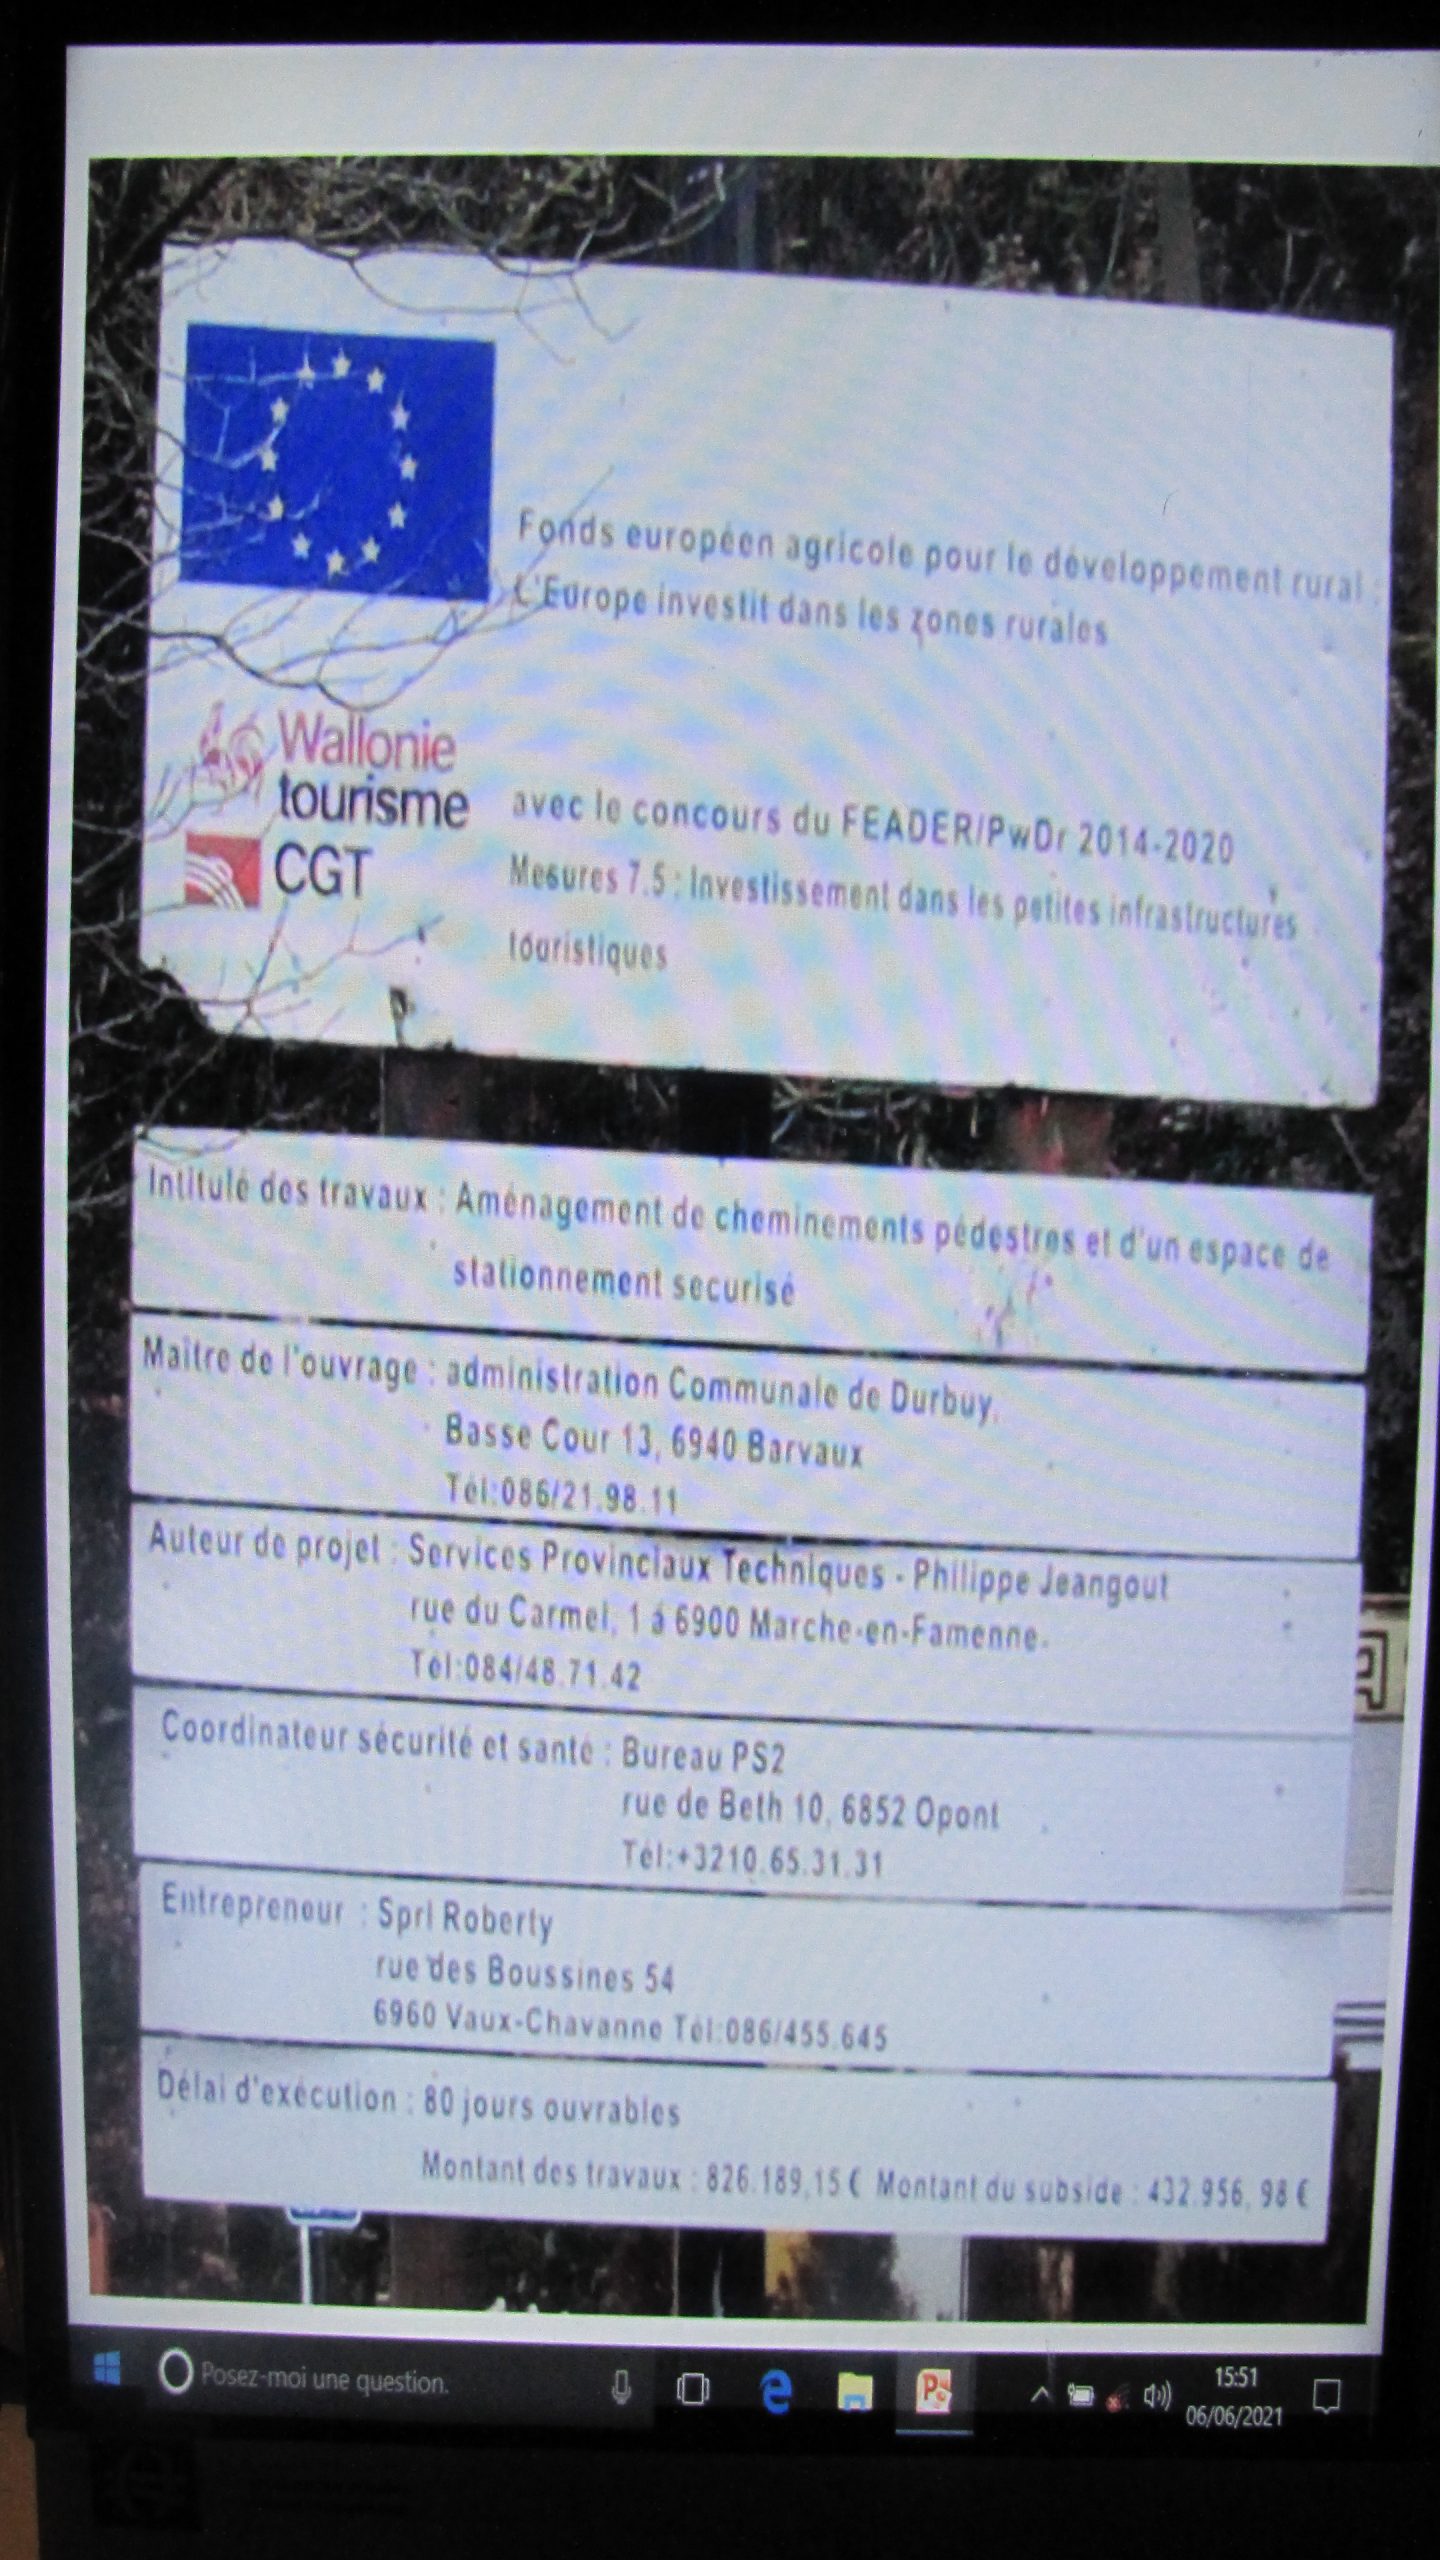 Fonds européen agricole pour le développement rural :
L'Europe investit dans les zones rurales
Wallonie
tourisme
CGT
avec le concours du FEADER/PwDr 2014-2020
Mesures 7.5 : Investissement dans les petites infrastructures
touristiques
Intitulé des travaux : Aménagement de cheminements pédestres et d'un espace de
stationnement securisé
Maître de l'ouvrage : administration Communale de Durbuy,
Basse Cour 13, 6940 Barvaux
Tél:086/21.98.11
Auteur de projet : Services Provinciaux Techniques - Philippe Jeangout
rue du Carmel, 1 à 6900 Marche-en-Famenne
Tél:084/48.71.42
Coordinateur sécurité et santé : Bureau PS2
rue de Beth 10, 6852 Opont
Tél:+3210.65.31.31
Entrepreneur : Sprl Roberty
rue des Boussines 54
6960 Vaux-Chavanne Tél:086/455.645
Délai d'exécution : 80 jours ouvrables
Montant des travaux : 826.189,15 € Montant du subside : 432.956, 98 €
Posez-moi une question.
15:51
06/06/2021